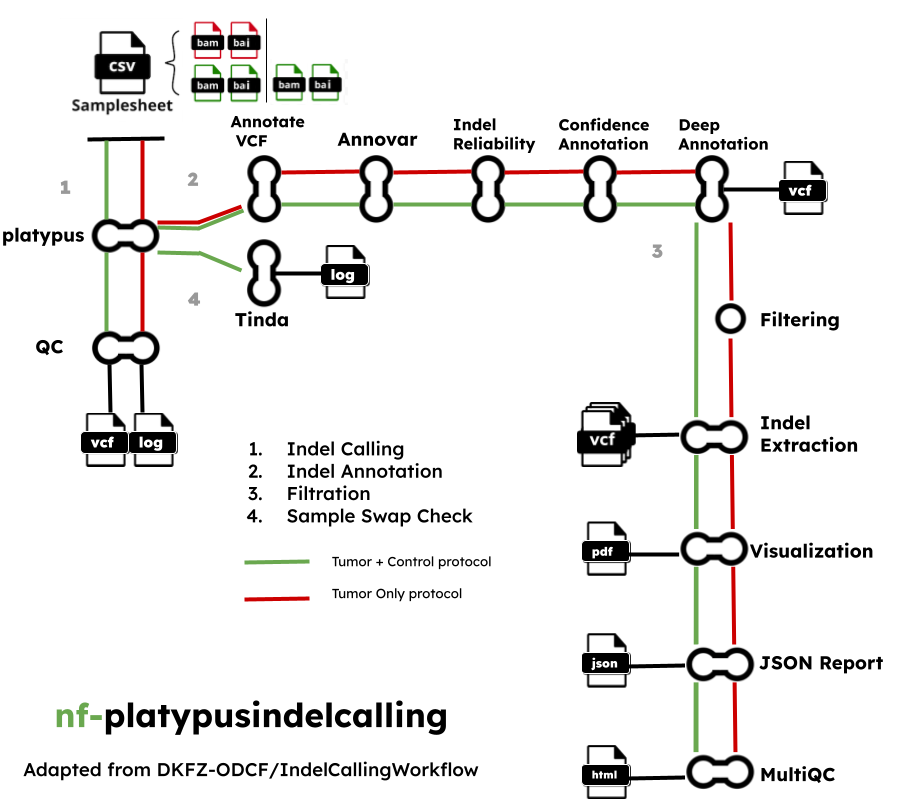 csv
bam bai
bam bai bam bai
Samplesheet
Annotate
VCF
Annovar
Indel
Reliability
Confidence
Annotation
Deep
Annotation
vcf
1
2
platypus
3
log
4
Tinda
Filtering
QC
vcf log
Indel
Extraction
vcf
1. Indel Calling
2. Indel Annotation
3. Filtration
4. Sample Swap Check
Tumor + Control protocol
Tumor Only protocol
pdf
Visualization
json
JSON Report
nf-platypusindelcalling
Adapted from DKFZ-ODCF/IndelCallingWorkflow
html
MultiQC